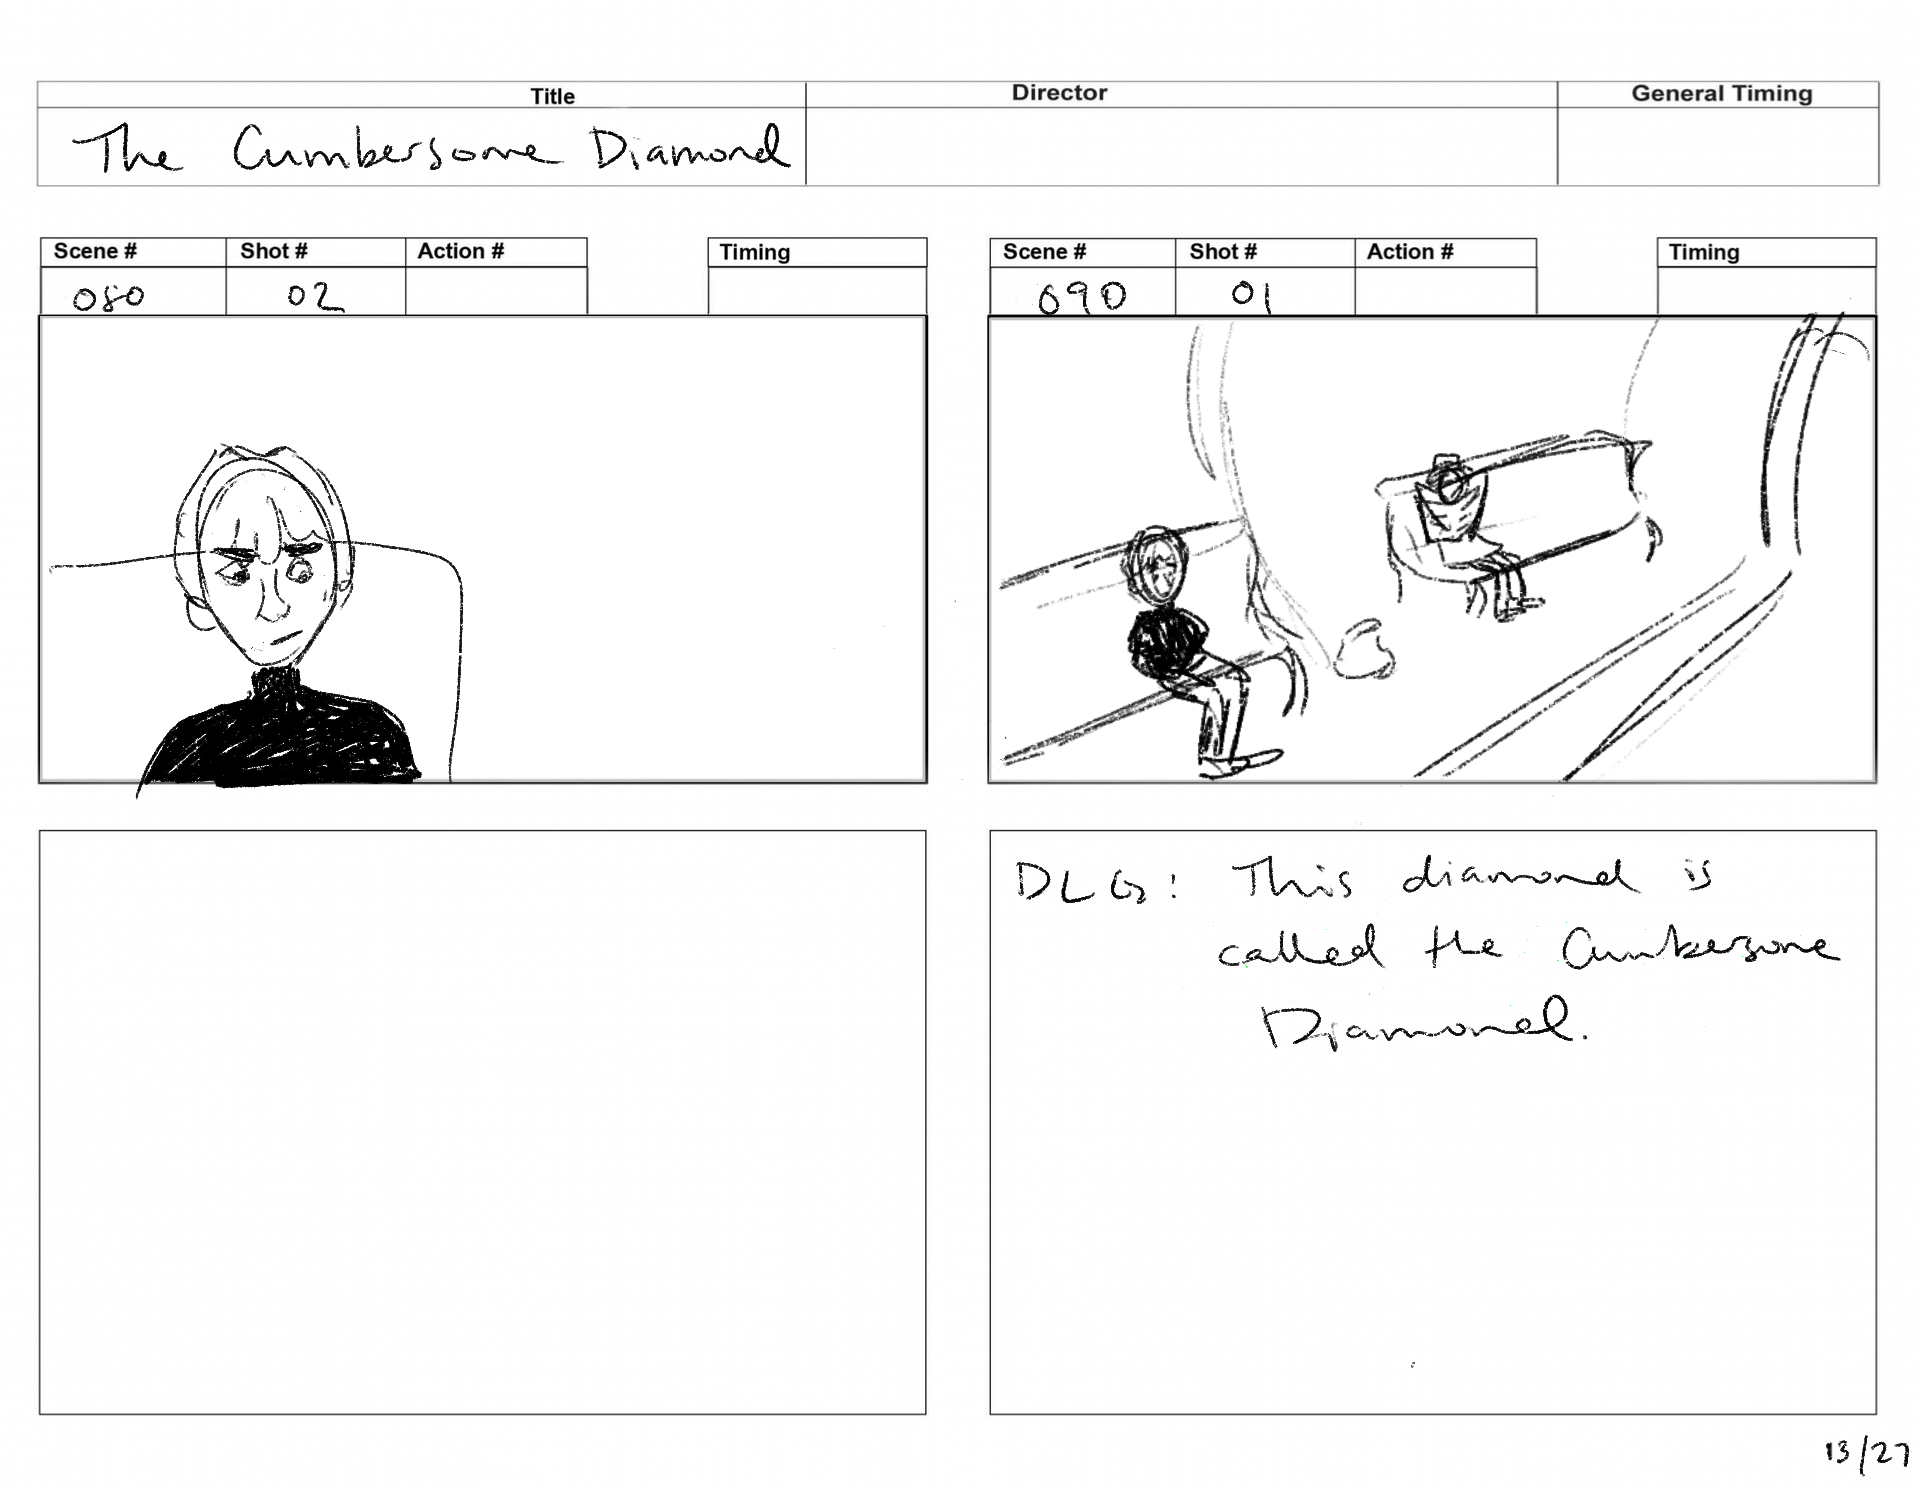 Title Director General Timing
The Cumbersome Diamond
Scene # Shot # Action # Timing
080 02
Scene # Shot # Action # Timing
090 01
DLG: This diamond is
called the Cumbersome
Diamond.
13/27